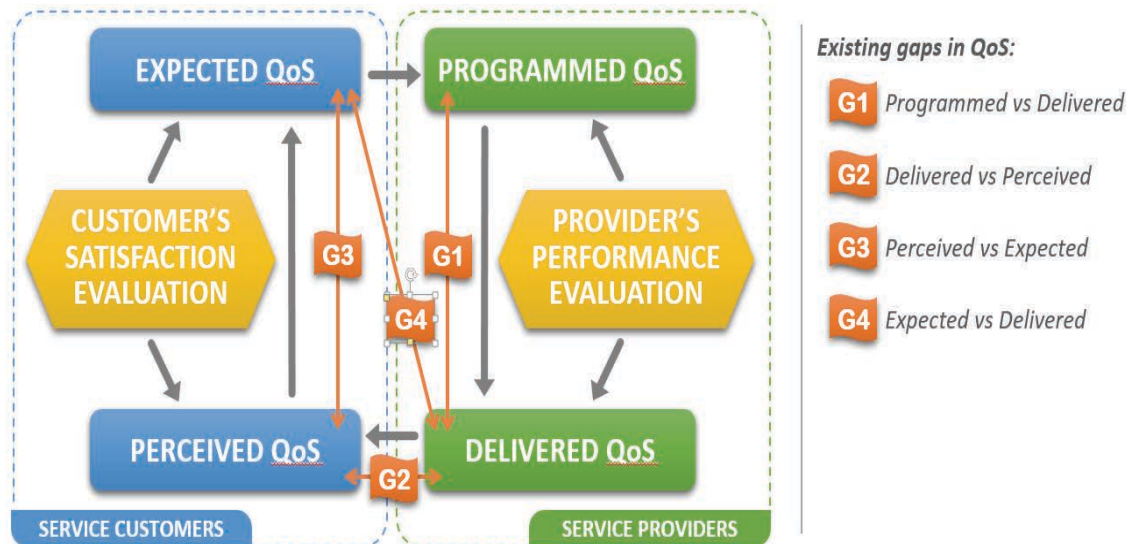 EXPECTED QoS
PROGRAMMED QoS
CUSTOMER'S
SATISFACTION
EVALUATION
G3
G1
G4
PROVIDER'S
PERFORMANCE
EVALUATION
PERCEIVED QoS
G2
DELIVERED QoS
SERVICE CUSTOMERS
SERVICE PROVIDERS
Existing gaps in QoS:
G1 Programmed vs Delivered
G2 Delivered vs Perceived
G3 Perceived vs Expected
G4 Expected vs Delivered